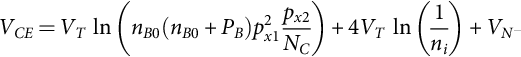 V_{CE} = V_T \ln \left( n_{B0} (n_{B0} + P_B) p_{x1}^2 \frac{p_{x2}}{N_C} \right) + 4V_T \ln \left( \frac{1}{n_i} \right) + V_{N^-}